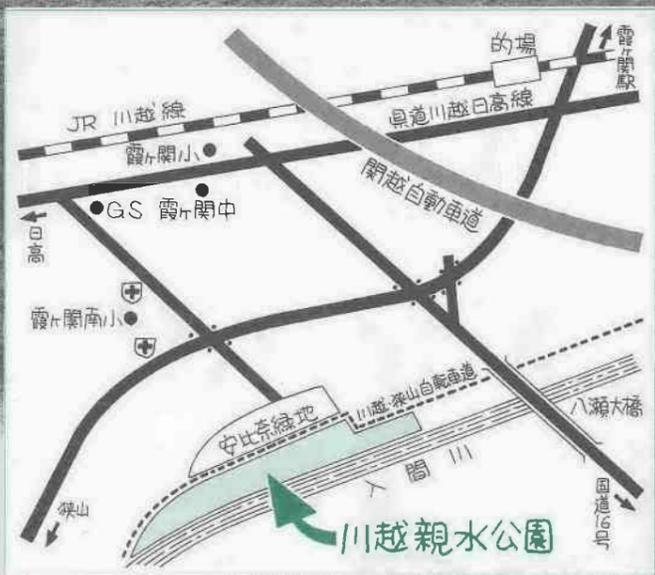 的場
霞ヶ関駅
JR 川越線
県道川越日高線
霞ヶ関小
関越自動車道
GS 霞ヶ関中
日高
霞ヶ関南小
川越・狭山自転車道
安比奈緑地
八瀬大橋
入間川
狭山
国道16号
川越親水公園